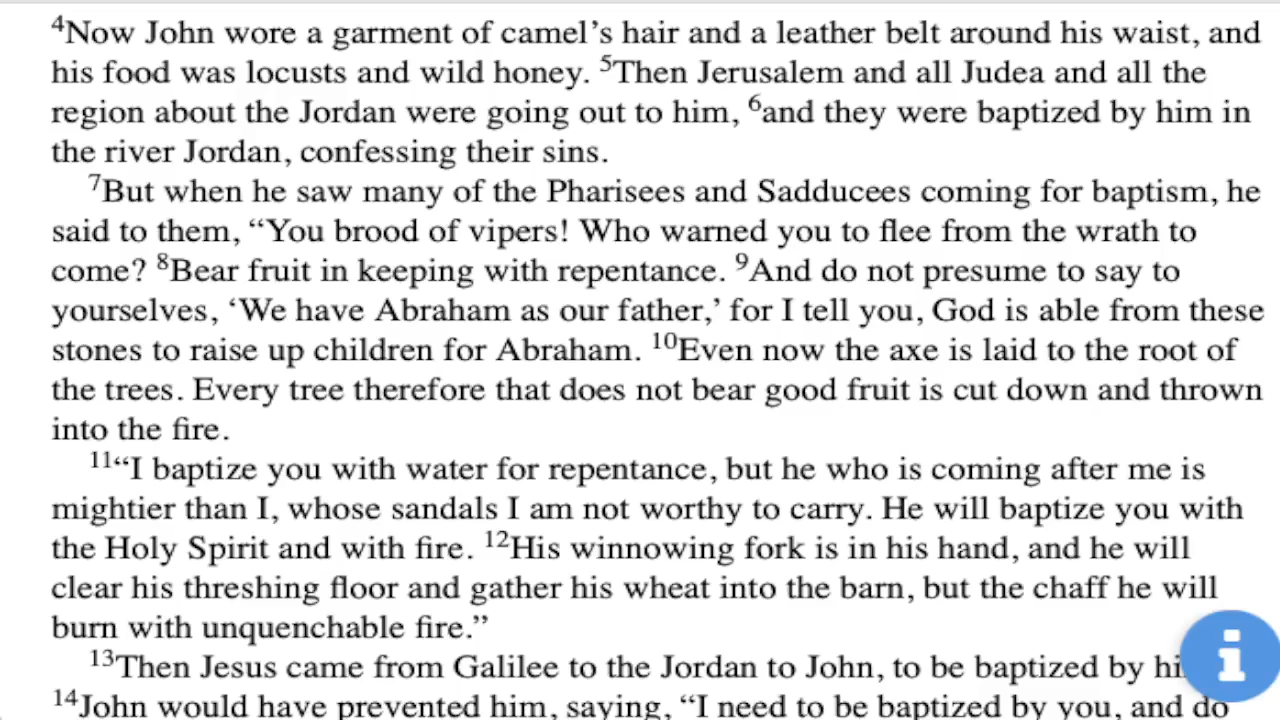 ⁴Now John wore a garment of camel’s hair and a leather belt around his waist, and
his food was locusts and wild honey. ⁵Then Jerusalem and all Judea and all the
region about the Jordan were going out to him, ⁶and they were baptized by him in
the river Jordan, confessing their sins.
⁷But when he saw many of the Pharisees and Sadducees coming for baptism, he
said to them, “You brood of vipers! Who warned you to flee from the wrath to
come? ⁸Bear fruit in keeping with repentance. ⁹And do not presume to say to
yourselves, ‘We have Abraham as our father,’ for I tell you, God is able from these
stones to raise up children for Abraham. ¹⁰Even now the axe is laid to the root of
the trees. Every tree therefore that does not bear good fruit is cut down and thrown
into the fire.
¹¹“I baptize you with water for repentance, but he who is coming after me is
mightier than I, whose sandals I am not worthy to carry. He will baptize you with
the Holy Spirit and with fire. ¹²His winnowing fork is in his hand, and he will
clear his threshing floor and gather his wheat into the barn, but the chaff he will
burn with unquenchable fire.”
¹³Then Jesus came from Galilee to the Jordan to John, to be baptized by hi
¹⁴John would have prevented him, saying, “I need to be baptized by you, and do